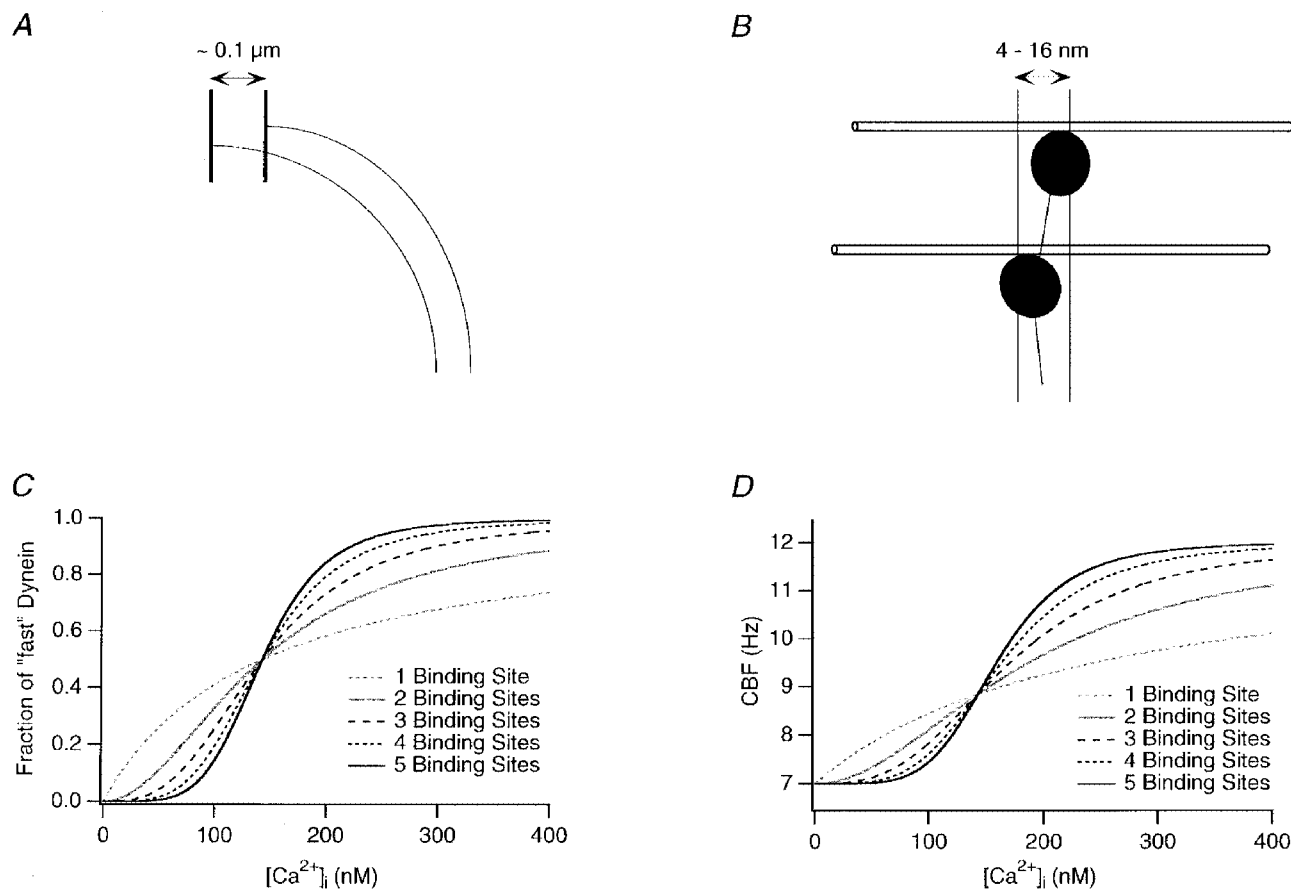 A
~ 0.1 µm
B
4 - 16 nm
C
Fraction of "fast" Dynein
1.0
0.8
0.6
0.4
0.2
0.0
1 Binding Site
2 Binding Sites
3 Binding Sites
4 Binding Sites
5 Binding Sites
0 100 200 300 400
[Ca²⁺]ᵢ (nM)
D
CBF (Hz)
12
11
10
9
8
7
1 Binding Site
2 Binding Sites
3 Binding Sites
4 Binding Sites
5 Binding Sites
0 100 200 300 400
[Ca²⁺]ᵢ (nM)